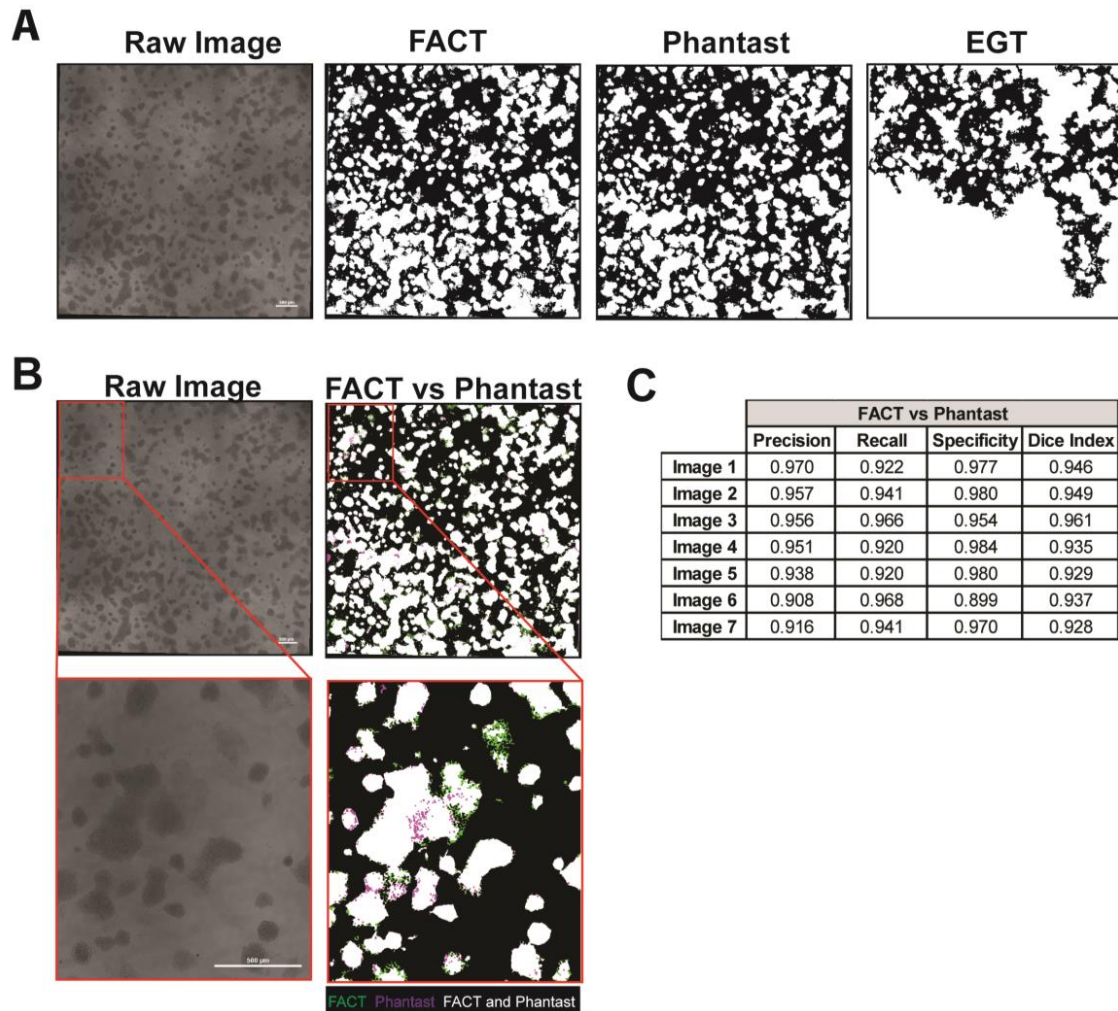 A
Raw Image FACT Phantast EGT
B
Raw Image FACT vs Phantast
500 µm
FACT Phantast FACT and Phantast
C
FACT vs Phantast
Precision Recall Specificity Dice Index
Image 1 0.970 0.922 0.977 0.946
Image 2 0.957 0.941 0.980 0.949
Image 3 0.956 0.966 0.954 0.961
Image 4 0.951 0.920 0.984 0.935
Image 5 0.938 0.920 0.980 0.929
Image 6 0.908 0.968 0.899 0.937
Image 7 0.916 0.941 0.970 0.928